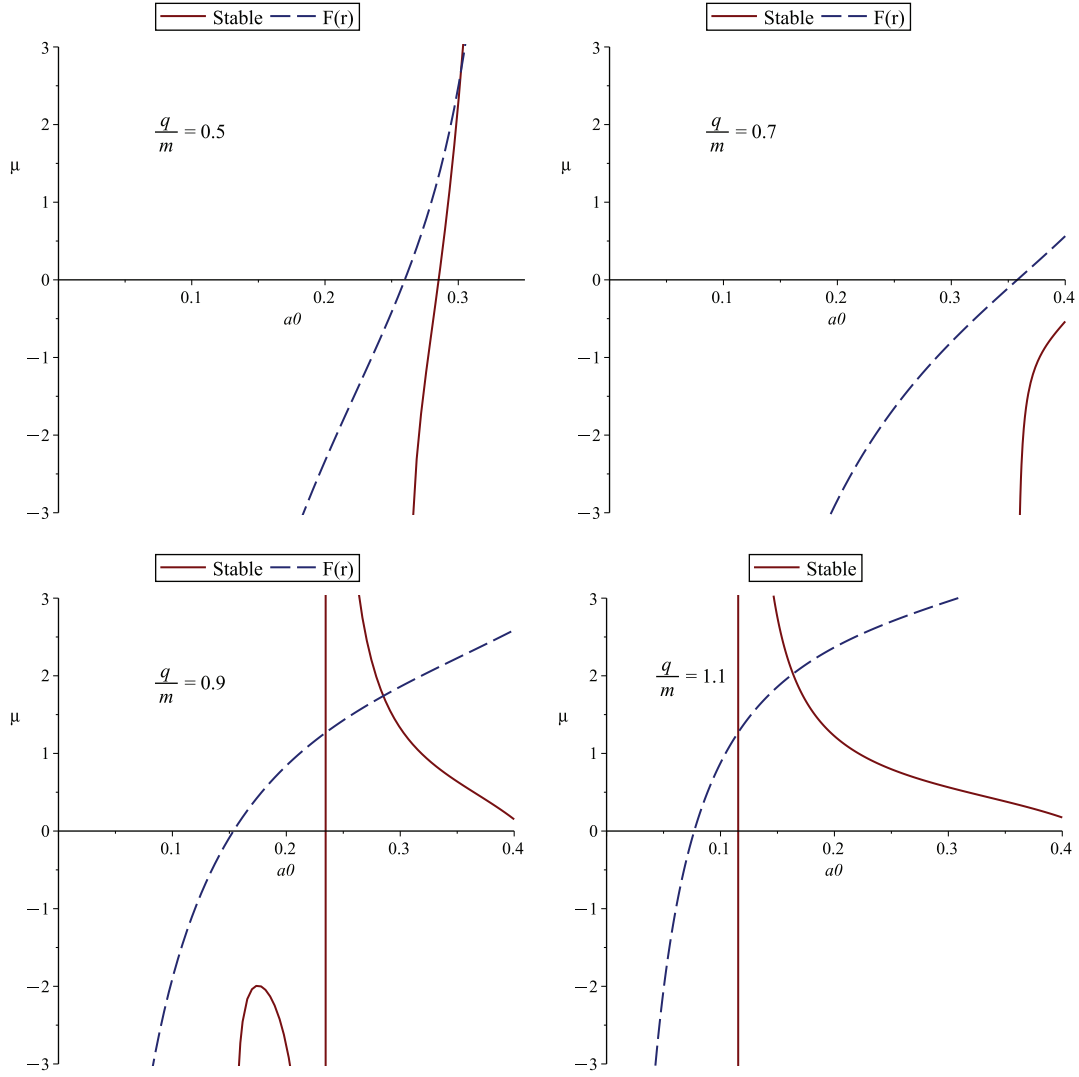 Stable F(r)
3
2
q/m = 0.5
μ
1
0
0.1 0.2 0.3
a0
−1
−2
−3
Stable F(r)
3
2
q/m = 0.7
μ
1
0
0.1 0.2 0.3 0.4
a0
−1
−2
−3
Stable F(r)
3
2
q/m = 0.9
μ
1
0
0.1 0.2 0.3 0.4
a0
−1
−2
−3
Stable
3
2
q/m = 1.1
μ
1
0
0.1 0.2 0.3 0.4
a0
−1
−2
−3